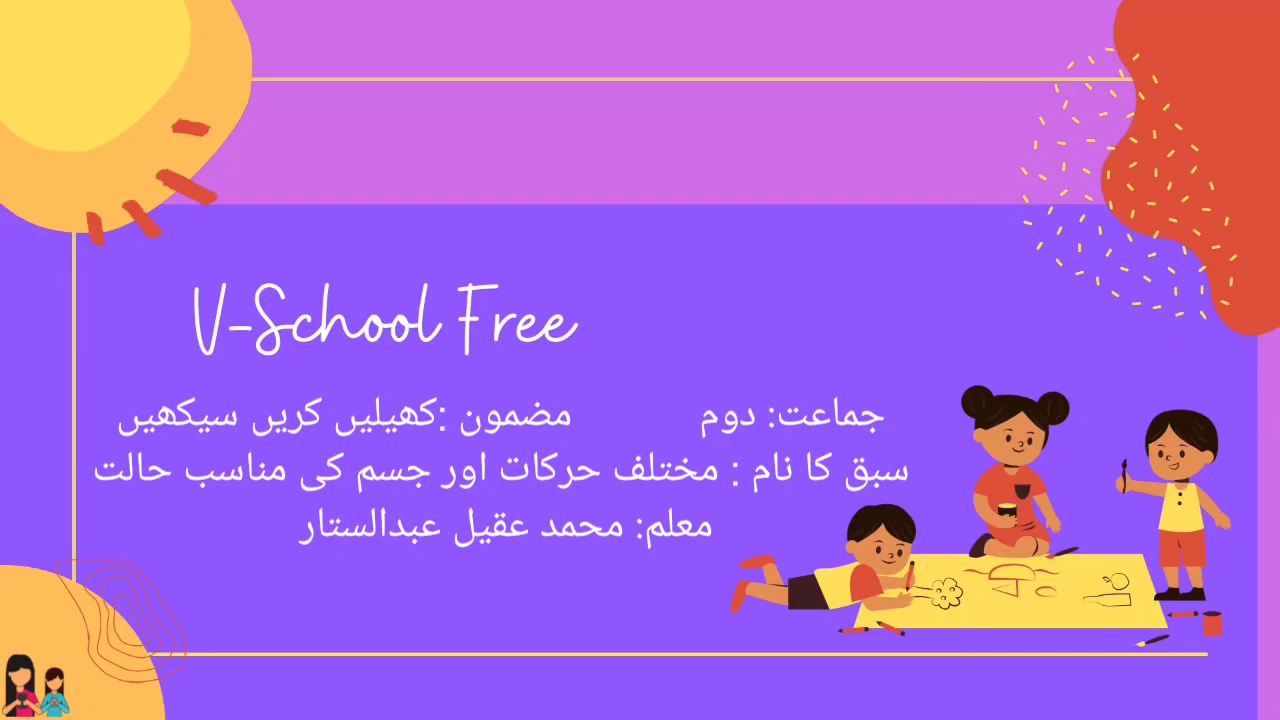 V-School Free
جماعت: دوم مضمون :کھیلیں کریں سیکھیں
سبق کا نام : مختلف حرکات اور جسم کی مناسب حالت
معلم: محمد عقیل عبدالستار